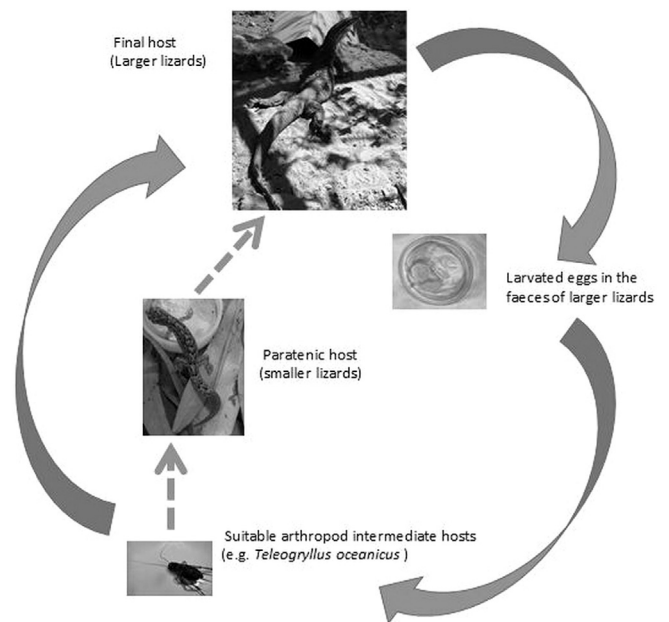 Final host
(Larger lizards)
Larvated eggs in the
faeces of larger lizards
Paratenic host
(smaller lizards)
Suitable arthropod intermediate hosts
(e.g. Teleogryllus oceanicus )